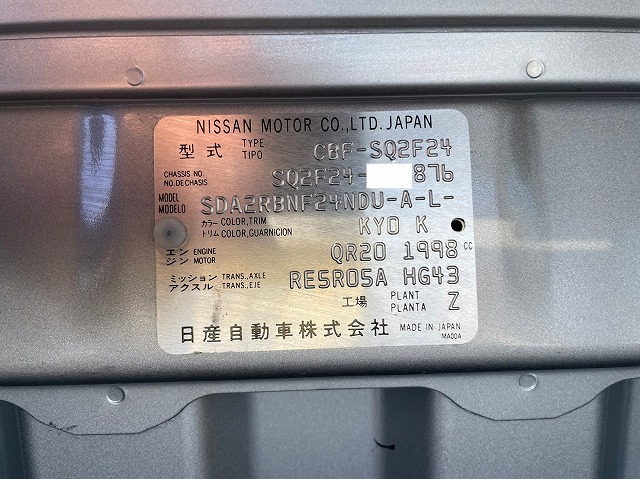 NISSAN MOTOR CO.,LTD. JAPAN
型式 TYPE TIPO CBF-SQ2F24
CHASSIS NO. NO.DECHASIS SQ2F24- 876
MODEL MODELO SDA2RBNF24NDU-A-L-
カラー COLOR,TRIM
トリム COLOR,GUARNICION KYO K
エンジン ENGINE MOTOR QR20 1998 CC
ミッション TRANS.,AXLE
アクスル TRANS.,EJE RE5R05A HG43
工場 PLANT PLANTA Z
日産自動車株式会社 MADE IN JAPAN
MA00A